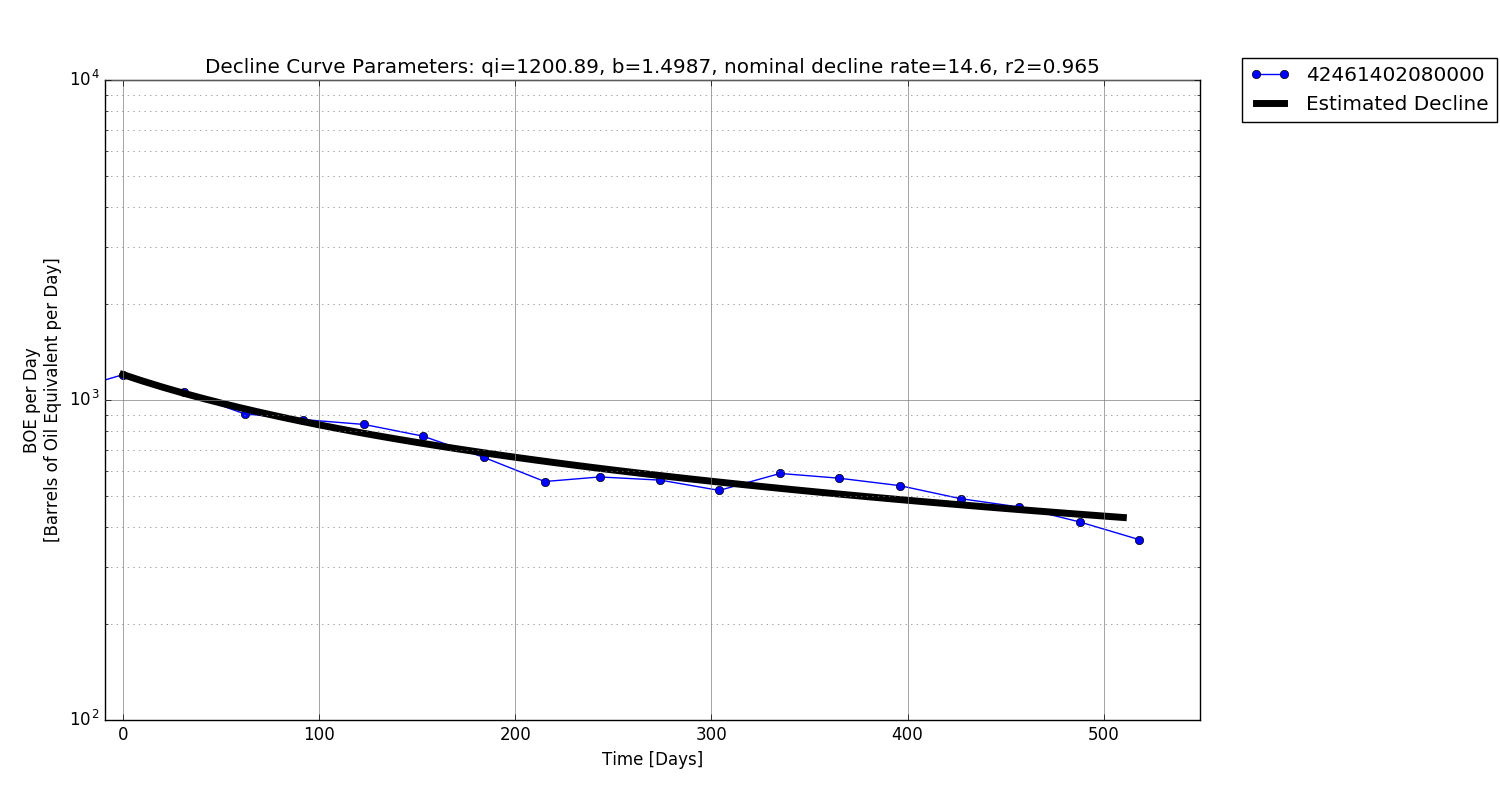 Decline Curve Parameters: qi=1200.89, b=1.4987, nominal decline rate=14.6, r2=0.965
42461402080000
Estimated Decline
10^4
10^3
10^2
BOE per Day
[Barrels of Oil Equivalent per Day]
0 100 200 300 400 500
Time [Days]